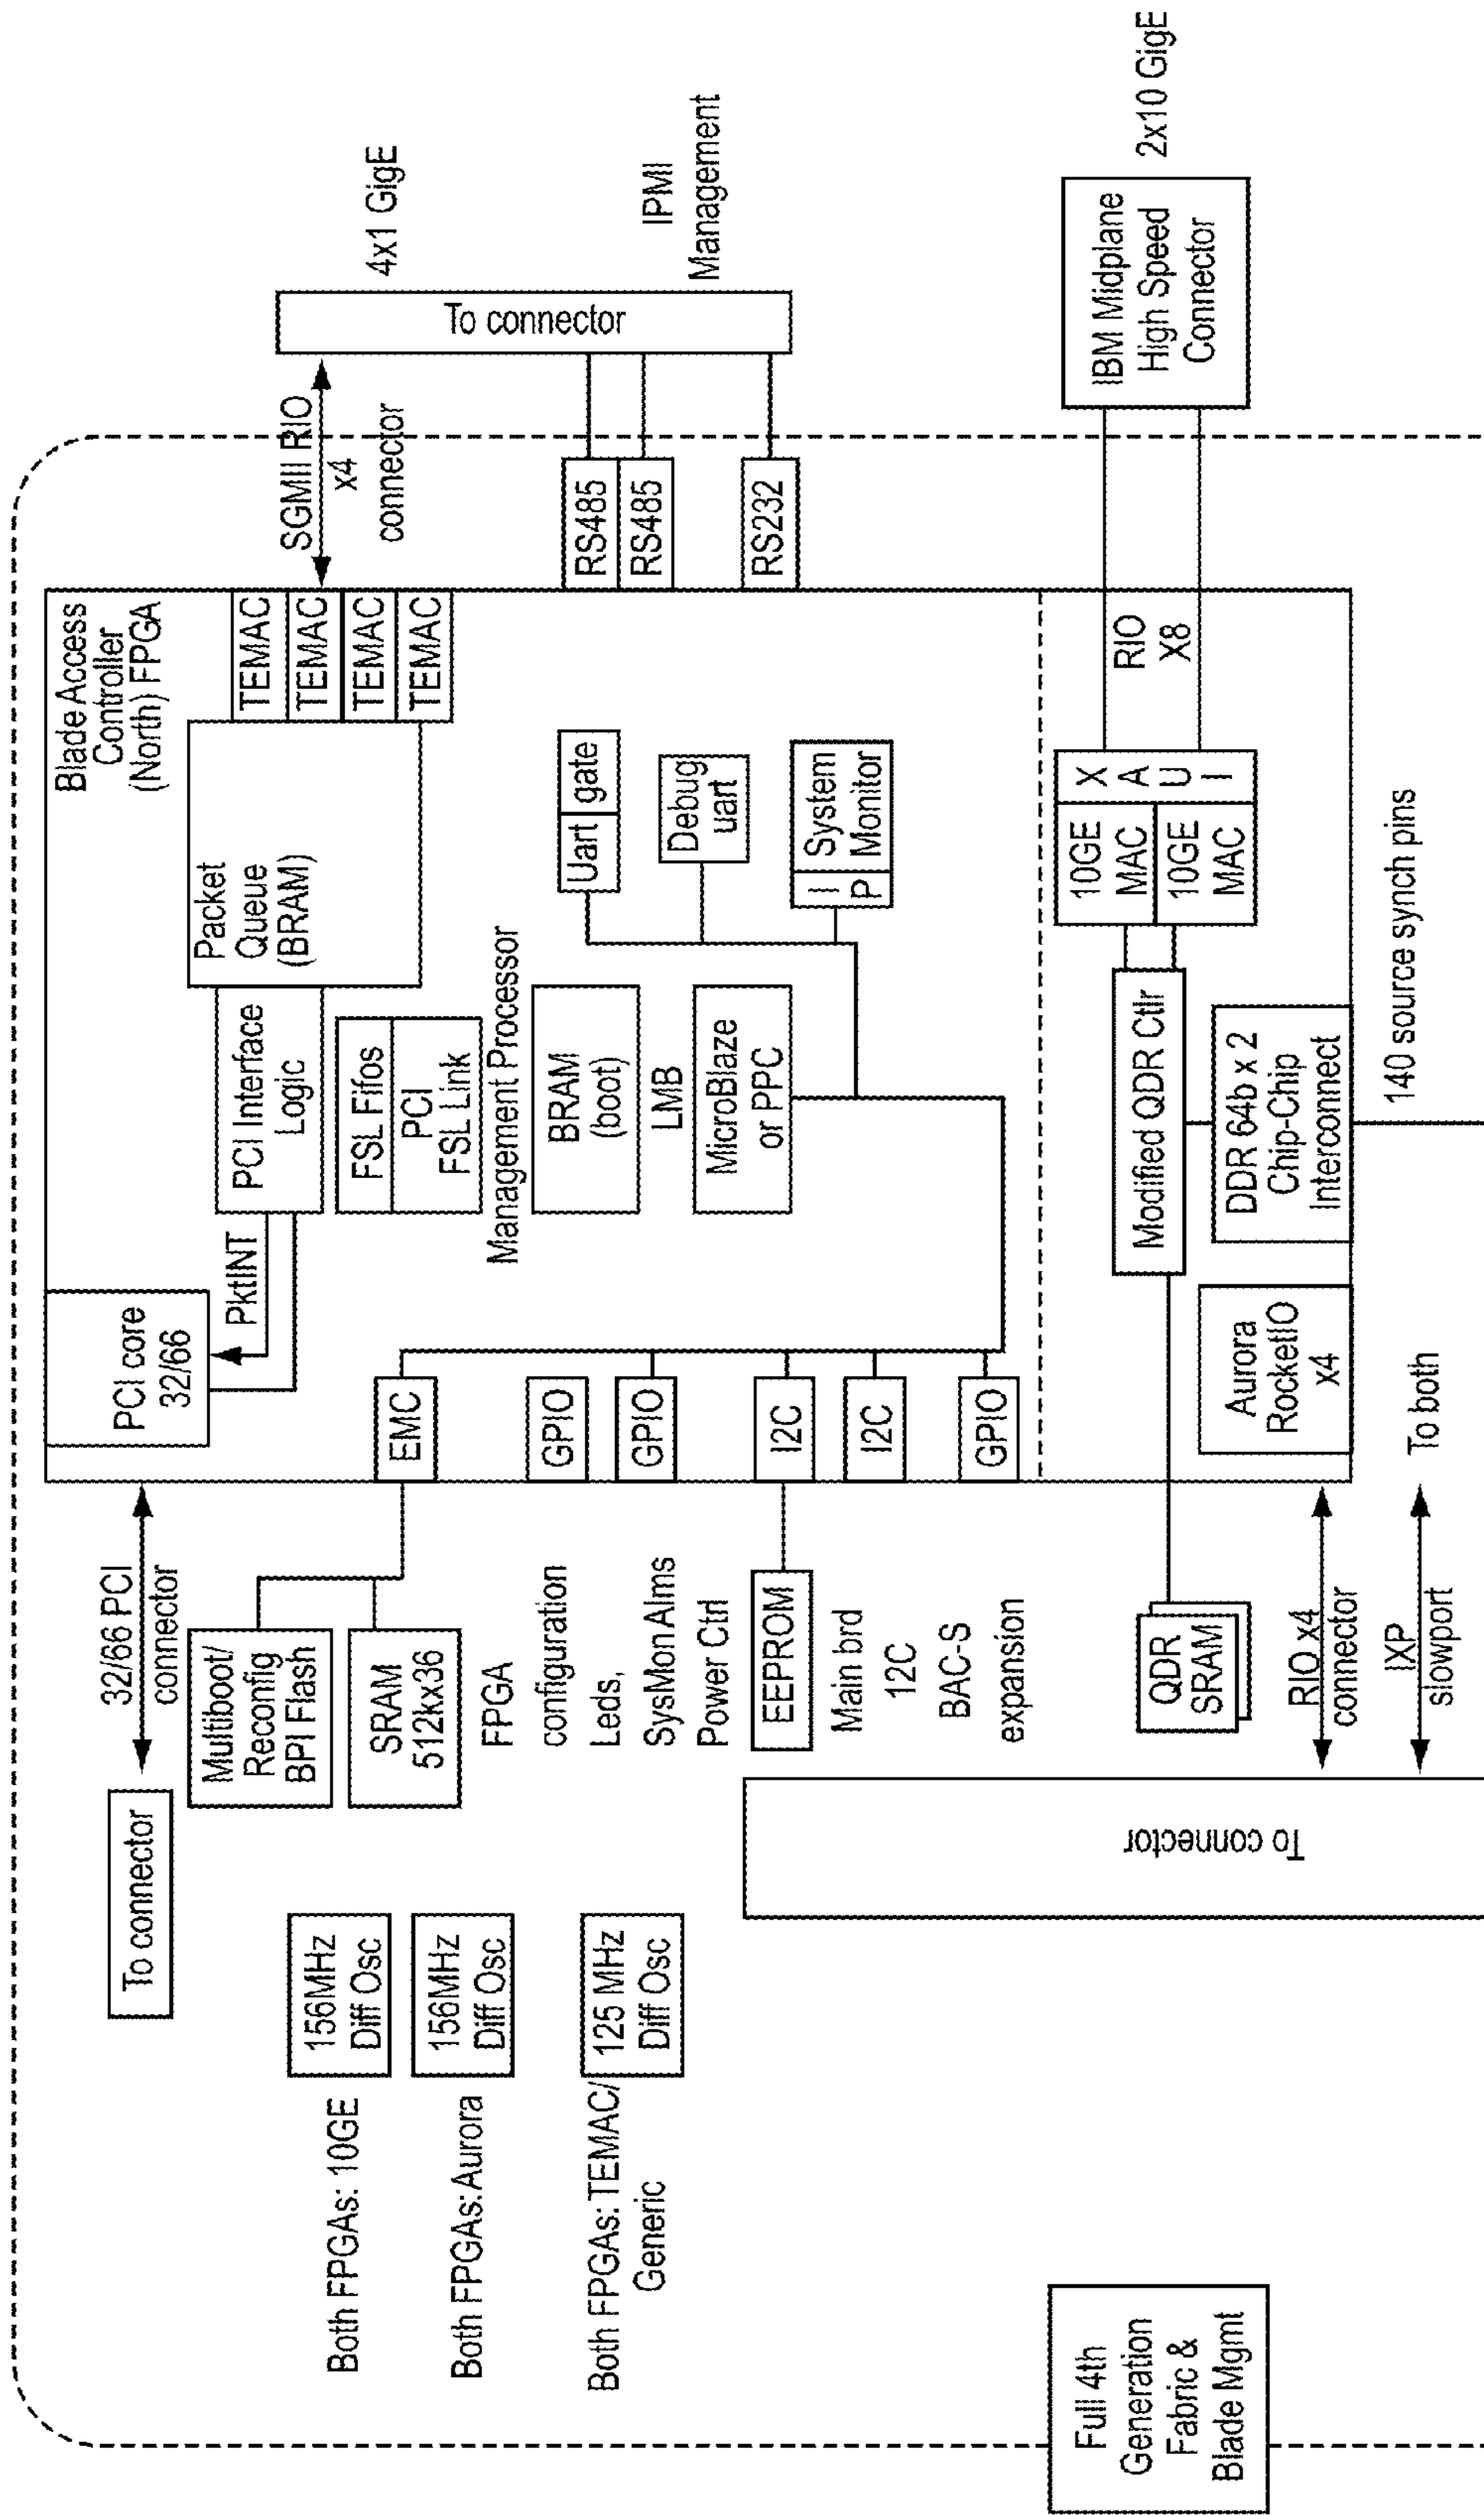 To connector
32/66 PCI
connector
PCI core
32/66
PktINT
PCI Interface
Logic
Packet
Queue
(BRAM)
Blade Access
Controller
(North) FPGA
TEMAC
TEMAC
TEMAC
TEMAC
SGMII RIO
x4
connector
4x1 GigE
To connector
IPMI
Management
Both FPGAs: 10GE
156MHz
Diff Osc
Both FPGAs:Aurora
156MHz
Diff Osc
Both FPGAs:TEMAC/
Generic
125 MHz
Diff Osc
Multiboot/
Reconfig
BPI Flash
SRAM
512kx36
FPGA
configuration
Leds,
SysMonAlms
Power Ctrl
EEPROM
Main brd
12C
BAC-S
expansion
EMC
GPIO
GPIO
I2C
I2C
GPIO
FSL Fifos
PCI
FSL Link
Management Processor
BRAM
(boot)
LMB
MicroBlaze
or PPC
Uart
gate
Debug
uart
I
P
System
Monitor
RS485
RS485
RS232
Full 4th
Generation
Fabric &
Blade Mgmt
To connector
QDR
SRAM
RIO x4
connector
IXP
slowport
To both
Aurora
RocketIO
x4
Modified QDR Ctlr
DDR 64b x 2
Chip-Chip
Interconnect
140 source synch pins
10GE
MAC
10GE
MAC
X
A
U
I
RIO
X8
IBM Midplane
High Speed
Connector
2x10 GigE